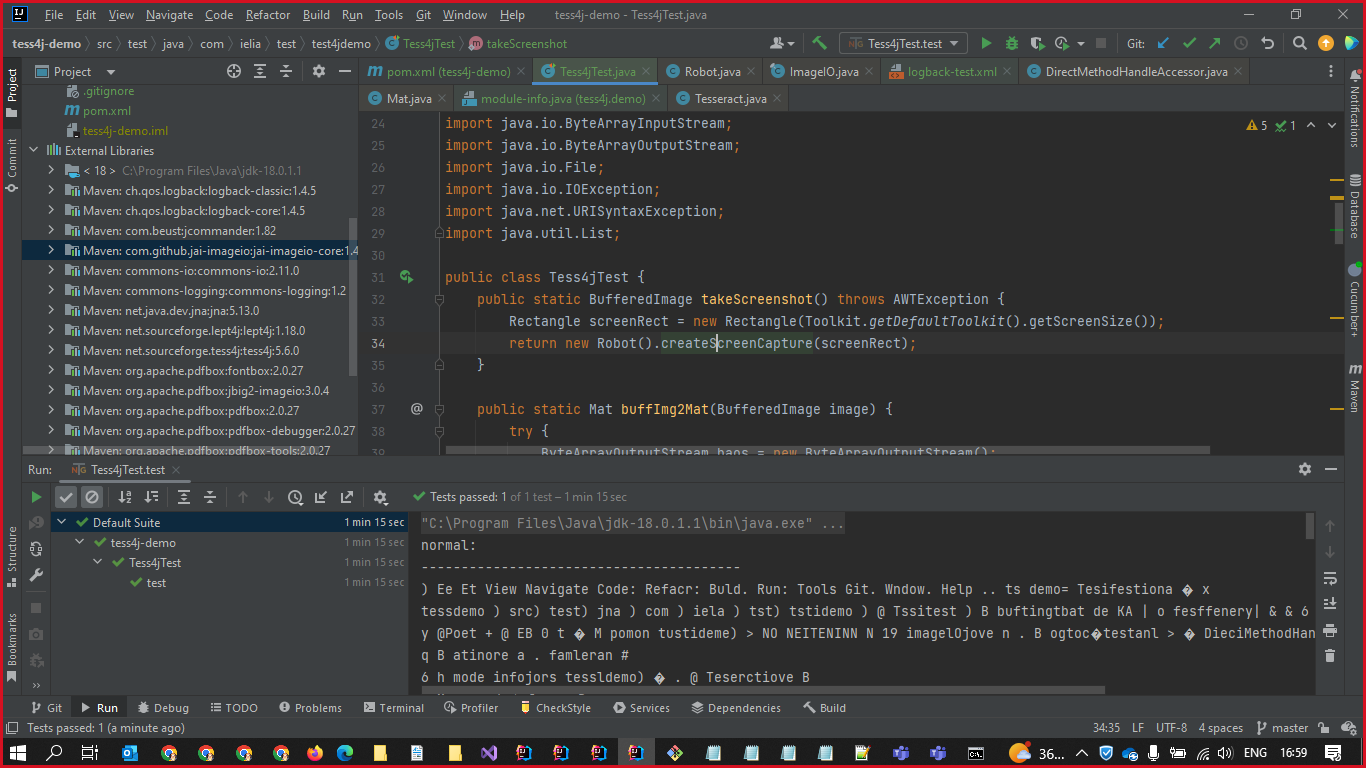 File Edit View Navigate Code Refactor Build Run Tools Git Window Help tess4j-demo - Tess4jTest.java
tess4j-demo src test java com ielia test test4jdemo Tess4jTest takeScreenshot Tess4jTest.test Git:
Project pom.xml (tess4j-demo) Tess4jTest.java Robot.java ImageIO.java logback-test.xml DirectMethodHandleAccessor.java
Mat.java module-info.java (tess4j.demo) Tesseract.java
Project
Commit
.gitignore
pom.xml
tess4j-demo.iml
External Libraries
< 18 > C:\Program Files\Java\jdk-18.0.1.1
Maven: ch.qos.logback:logback-classic:1.4.5
Maven: ch.qos.logback:logback-core:1.4.5
Maven: com.beust:jcommander:1.82
Maven: com.github.jai-imageio:jai-imageio-core:1.4
Maven: commons-io:commons-io:2.11.0
Maven: commons-logging:commons-logging:1.2
Maven: net.java.dev.jna:jna:5.13.0
Maven: net.sourceforge.lept4j:lept4j:1.18.0
Maven: net.sourceforge.tess4j:tess4j:5.6.0
Maven: org.apache.pdfbox:fontbox:2.0.27
Maven: org.apache.pdfbox:jbig2-imageio:3.0.4
Maven: org.apache.pdfbox:pdfbox:2.0.27
Maven: org.apache.pdfbox:pdfbox-debugger:2.0.27
Maven: org.apache.pdfbox:pdfbox-tools:2.0.27
24 import java.io.ByteArrayInputStream;
25 import java.io.ByteArrayOutputStream;
26 import java.io.File;
27 import java.io.IOException;
28 import java.net.URISyntaxException;
29 import java.util.List;
30
31 public class Tess4jTest {
32 public static BufferedImage takeScreenshot() throws AWTException {
33 Rectangle screenRect = new Rectangle(Toolkit.getDefaultToolkit().getScreenSize());
34 return new Robot().createScreenCapture(screenRect);
35 }
36
37 @ public static Mat buffImg2Mat(BufferedImage image) {
38 try {
39 ByteArrayOutputStream baos = new ByteArrayOutputStream();
5 1
Notifications
Database
Cucumber+
Maven
Run: Tess4jTest.test
Tests passed: 1 of 1 test – 1 min 15 sec
Default Suite 1 min 15 sec
tess4j-demo 1 min 15 sec
Tess4jTest 1 min 15 sec
test 1 min 15 sec
Structure
Bookmarks
"C:\Program Files\Java\jdk-18.0.1.1\bin\java.exe" ...
normal:
----------------------------------------
) Ee Et View Navigate Code: Refacr: Buld. Run: Tools Git. Wndow. Help .. ts demo= Tesifestiona � x
tessdemo ) src) test) jna ) com ) iela ) tst) tstidemo ) @ Tssitest ) B buftingtbat de KA | o fesffenery| & & 6
y @Poet + @ EB 0 t � M pomon tustideme) > NO NEITENINN N 19 imagelOjove n . B ogtoc�testanl > � DieciMethodHan
q B atinore a . famleran #
6 h mode infojors tessldemo) � . @ Teserctiove B
Git Run Debug TODO Problems Terminal Profiler CheckStyle Services Dependencies Build
Tests passed: 1 (a minute ago) 34:35 LF UTF-8 4 spaces master
36... ENG 16:59